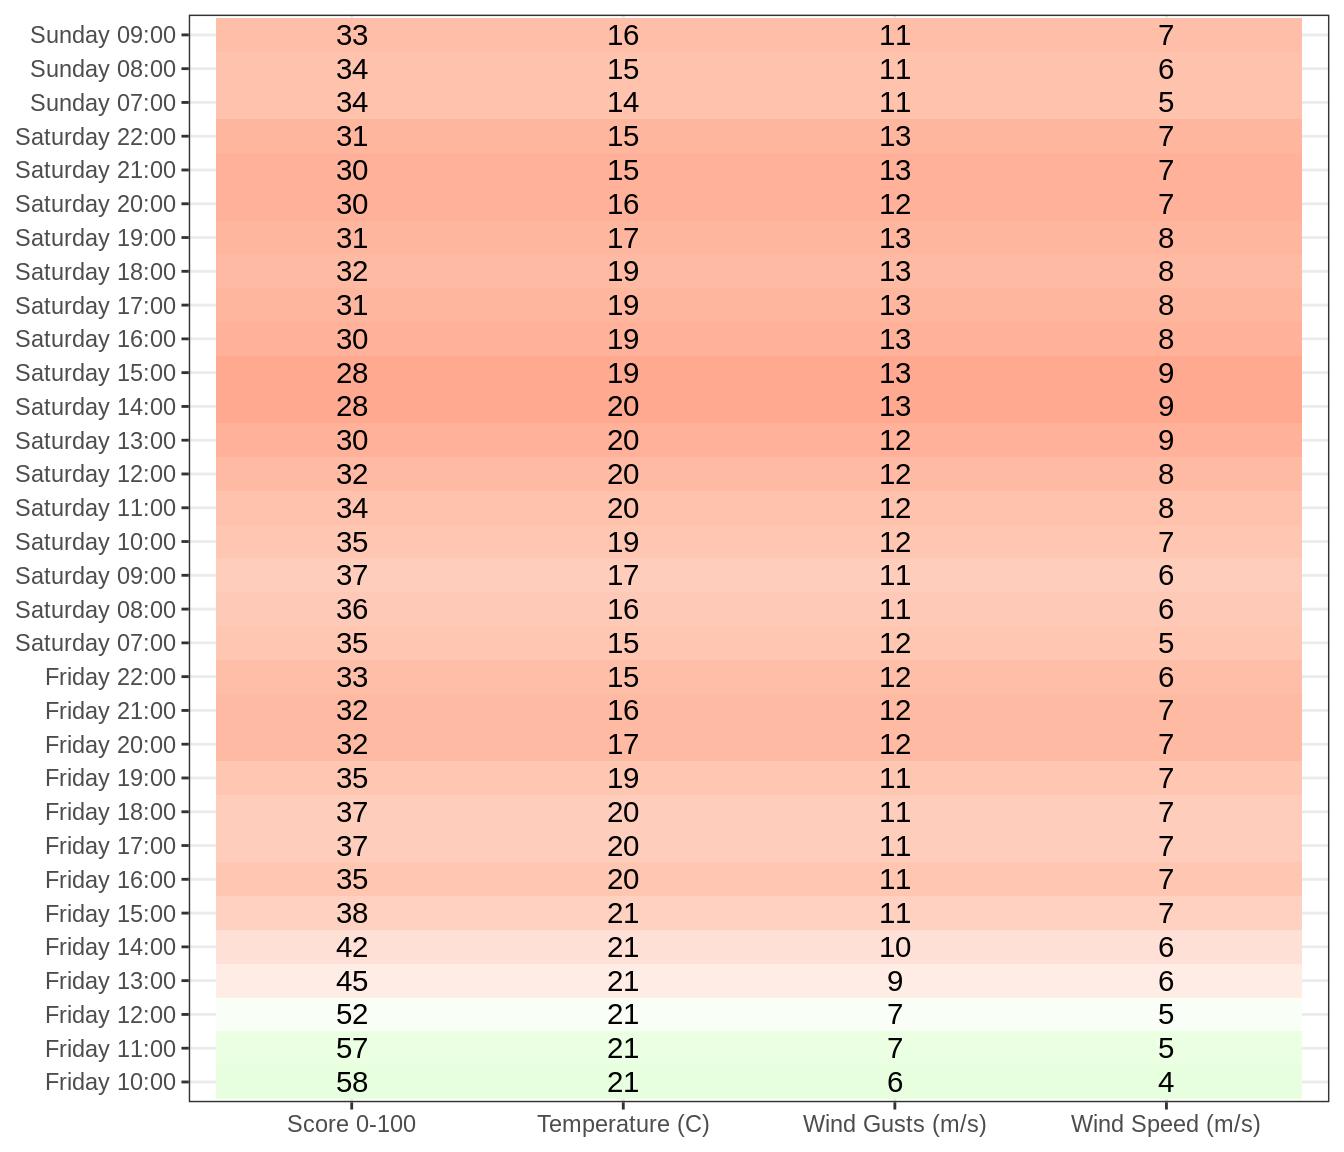 Sunday 09:00 33 16 11 7
Sunday 08:00 34 15 11 6
Sunday 07:00 34 14 11 5
Saturday 22:00 31 15 13 7
Saturday 21:00 30 15 13 7
Saturday 20:00 30 16 12 7
Saturday 19:00 31 17 13 8
Saturday 18:00 32 19 13 8
Saturday 17:00 31 19 13 8
Saturday 16:00 30 19 13 8
Saturday 15:00 28 19 13 9
Saturday 14:00 28 20 13 9
Saturday 13:00 30 20 12 9
Saturday 12:00 32 20 12 8
Saturday 11:00 34 20 12 8
Saturday 10:00 35 19 12 7
Saturday 09:00 37 17 11 6
Saturday 08:00 36 16 11 6
Saturday 07:00 35 15 12 5
Friday 22:00 33 15 12 6
Friday 21:00 32 16 12 7
Friday 20:00 32 17 12 7
Friday 19:00 35 19 11 7
Friday 18:00 37 20 11 7
Friday 17:00 37 20 11 7
Friday 16:00 35 20 11 7
Friday 15:00 38 21 11 7
Friday 14:00 42 21 10 6
Friday 13:00 45 21 9 6
Friday 12:00 52 21 7 5
Friday 11:00 57 21 7 5
Friday 10:00 58 21 6 4
Score 0-100 Temperature (C) Wind Gusts (m/s) Wind Speed (m/s)